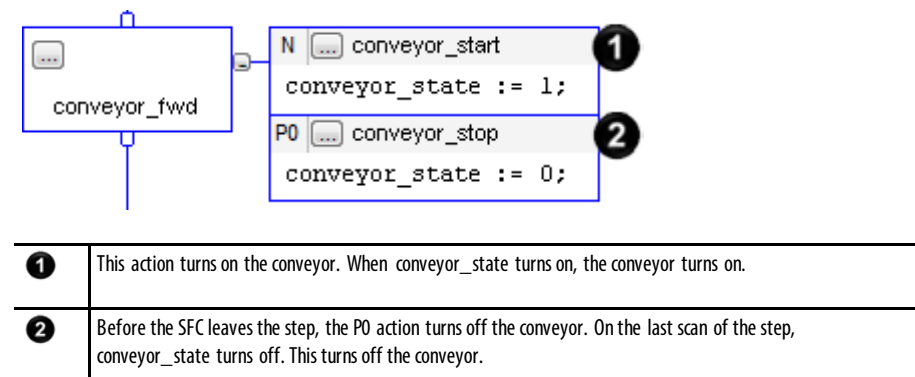 ...
conveyor_fwd
N ... conveyor_start 1
conveyor_state := 1;
P0 ... conveyor_stop 2
conveyor_state := 0;
1 This action turns on the conveyor. When conveyor_state turns on, the conveyor turns on.
2 Before the SFC leaves the step, the P0 action turns off the conveyor. On the last scan of the step,
conveyor_state turns off. This turns off the conveyor.